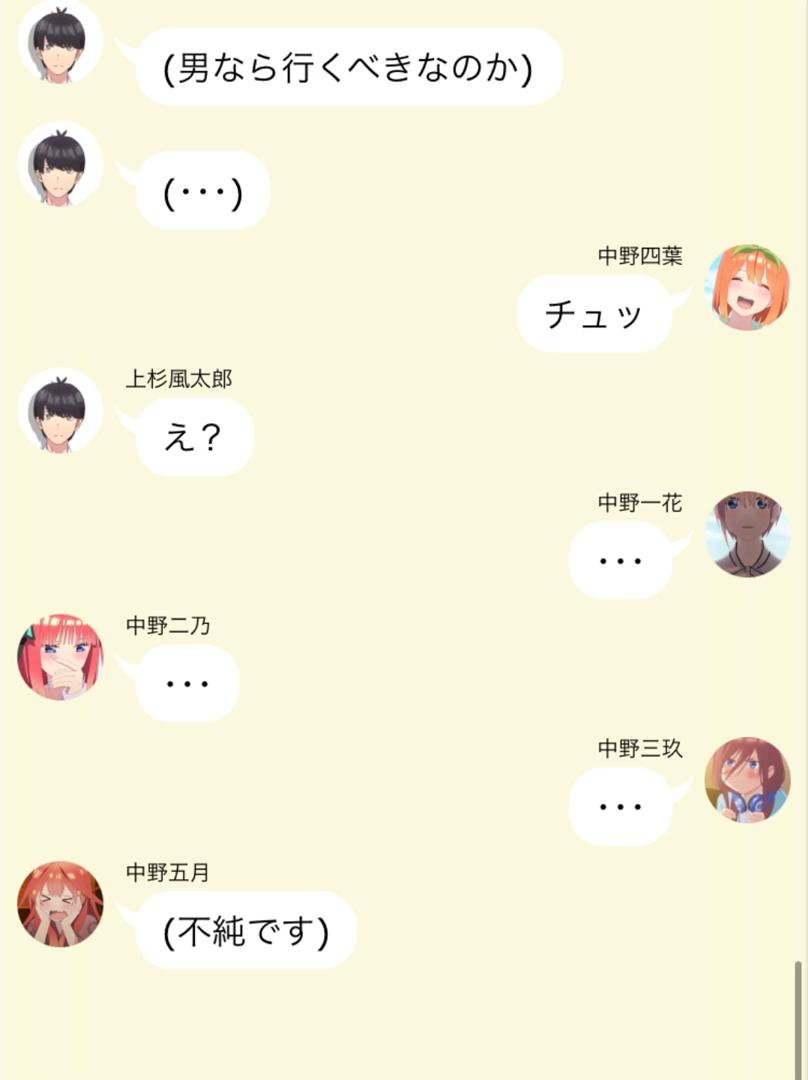 (男なら行くべきなのか)
(･･･)
中野四葉
チュッ
上杉風太郎
え？
中野一花
･･･
中野二乃
･･･
中野三玖
･･･
中野五月
(不純です)